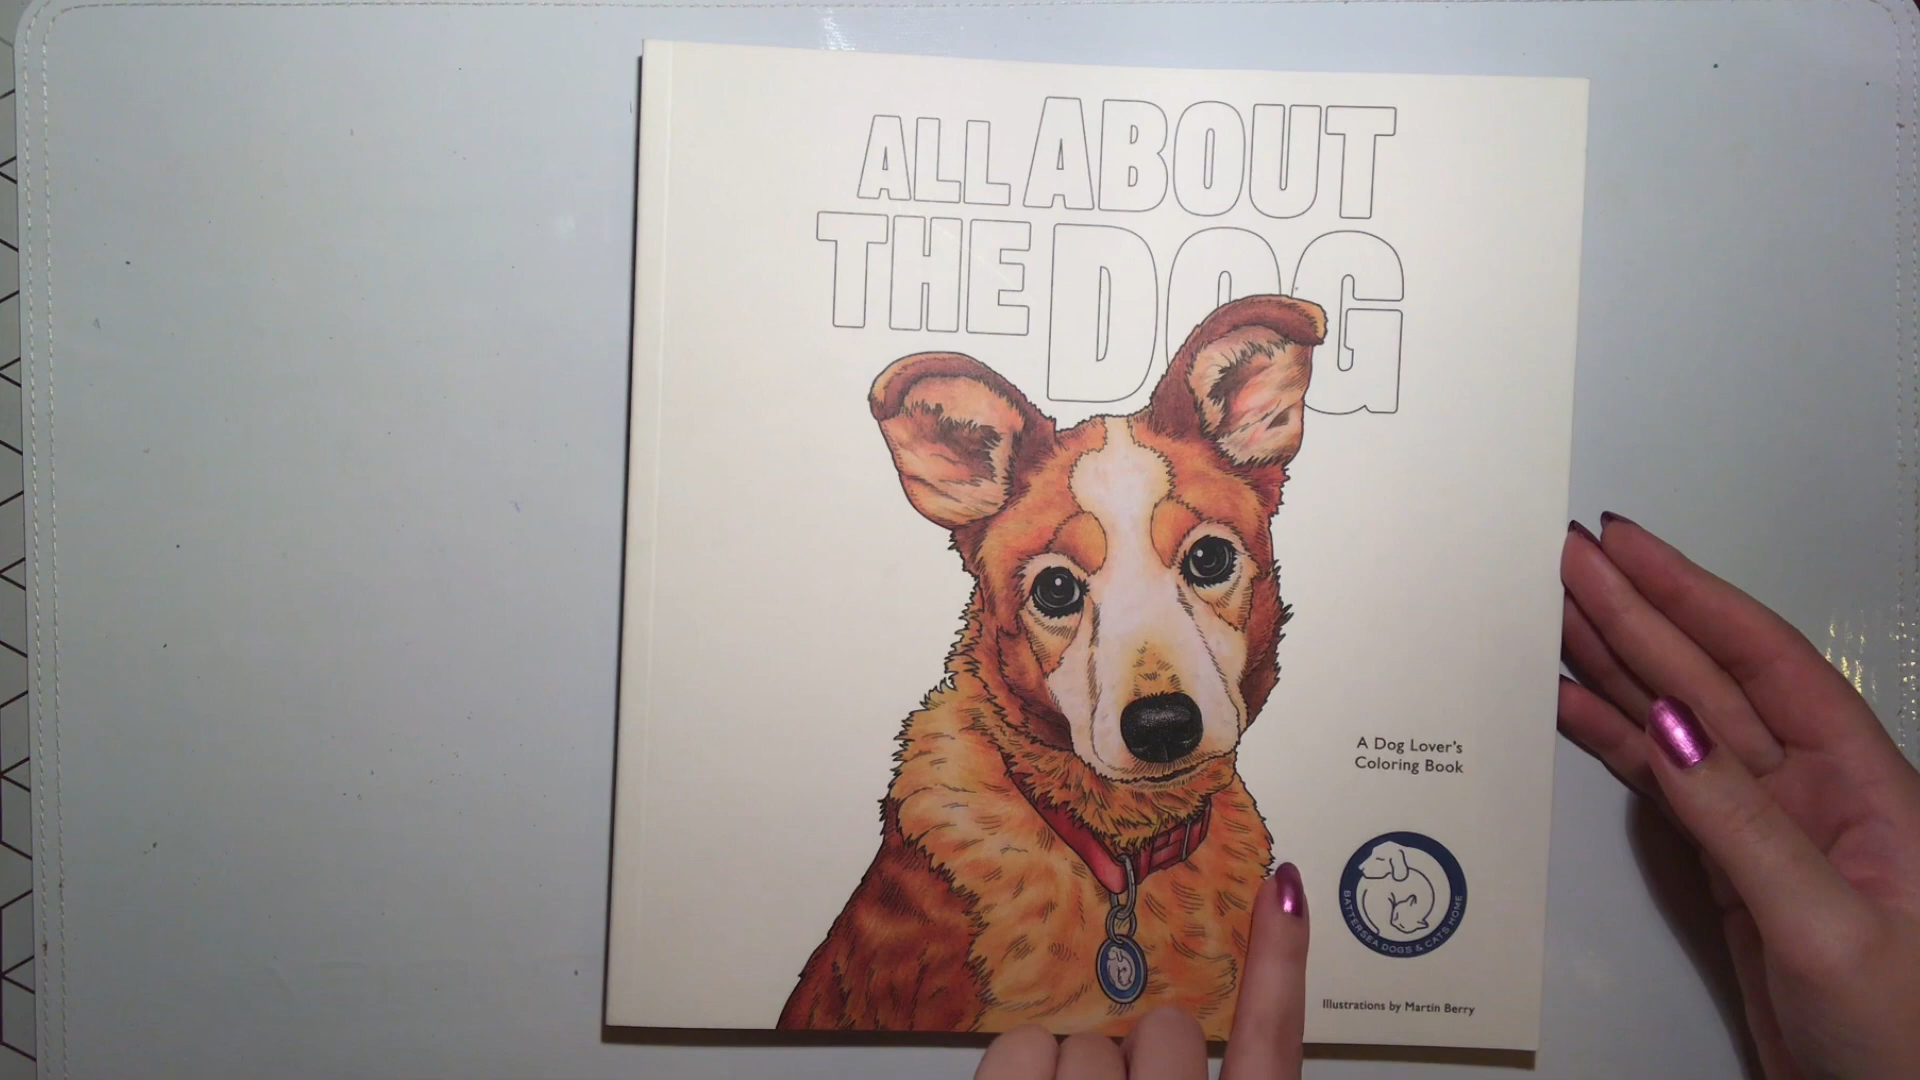 ALL ABOUT
THE DOG
A Dog Lover's
Coloring Book
BATTERSEA DOGS & CATS HOME
Illustrations by Martin Berry